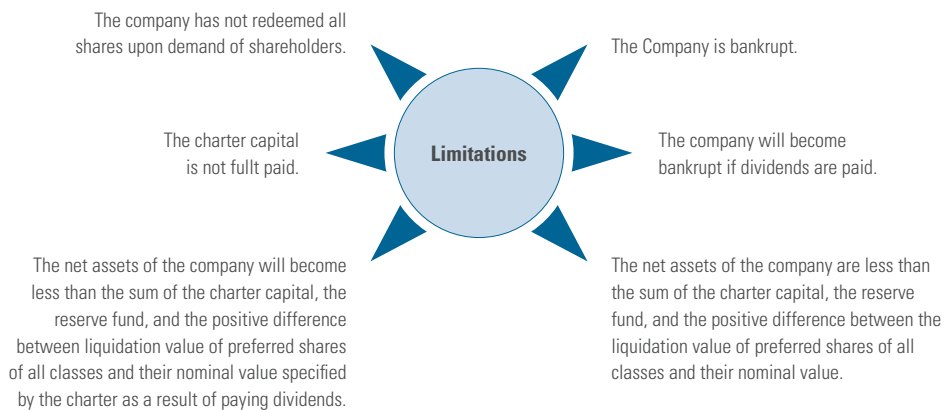 The company has not redeemed all
shares upon demand of shareholders.
The Company is bankrupt.
The charter capital
is not fullt paid.
Limitations
The company will become
bankrupt if dividends are paid.
The net assets of the company will become
less than the sum of the charter capital, the
reserve fund, and the positive difference
between liquidation value of preferred shares
of all classes and their nominal value specified
by the charter as a result of paying dividends.
The net assets of the company are less than
the sum of the charter capital, the reserve
fund, and the positive difference between the
liquidation value of preferred shares of all
classes and their nominal value.